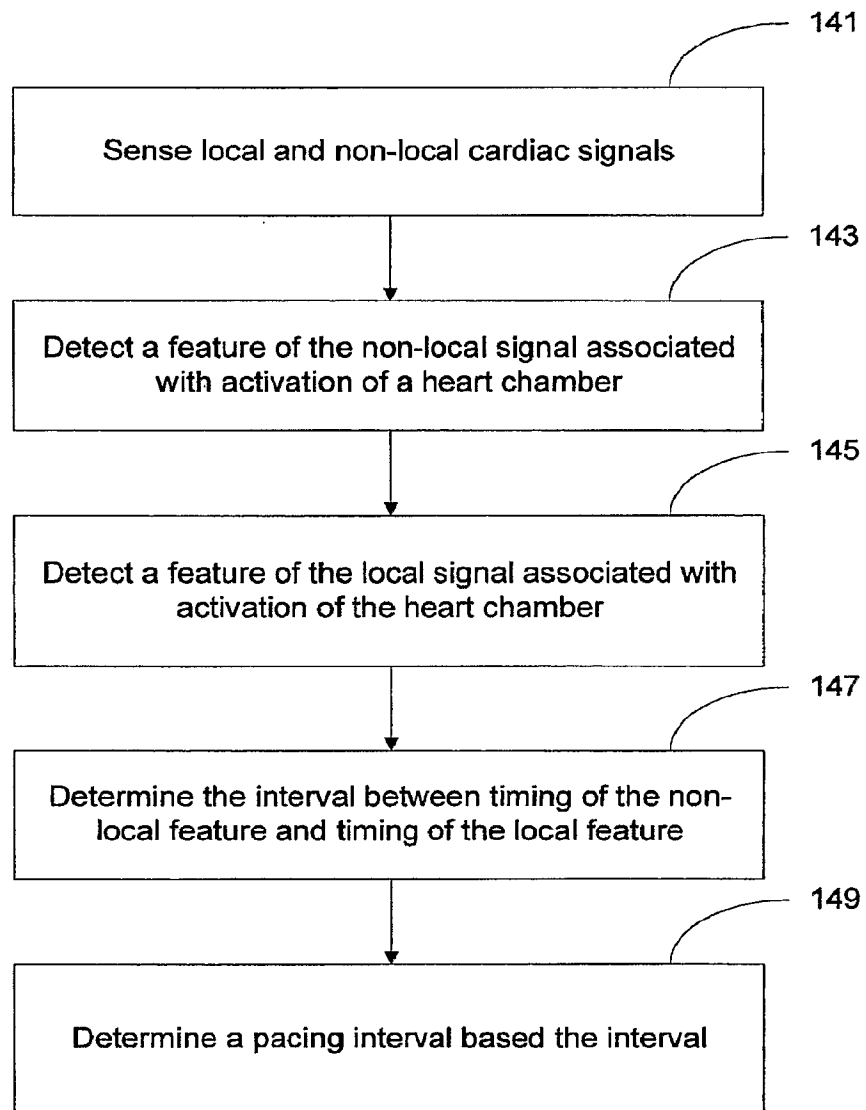 141
Sense local and non-local cardiac signals
143
Detect a feature of the non-local signal associated
with activation of a heart chamber
145
Detect a feature of the local signal associated with
activation of the heart chamber
147
Determine the interval between timing of the non-
local feature and timing of the local feature
149
Determine a pacing interval based the interval